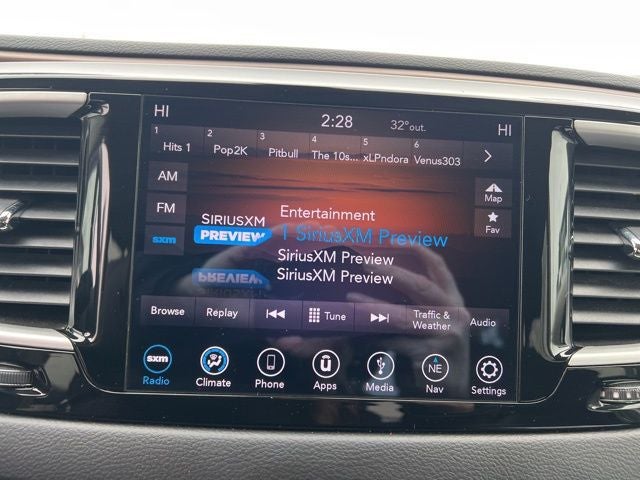 HI 2:28 32° out. HI
1 2 3 4 5 6
Hits 1 Pop2K Pitbull The 10s... xLPndora Venus303
AM
FM
sxm
Map
Fav
SIRIUSXM
PREVIEW
Entertainment
1 SiriusXM Preview
SiriusXM Preview
SiriusXM Preview
Browse Replay Tune Traffic & Weather Audio
sxm u NE
Radio Climate Phone Apps Media Nav Settings